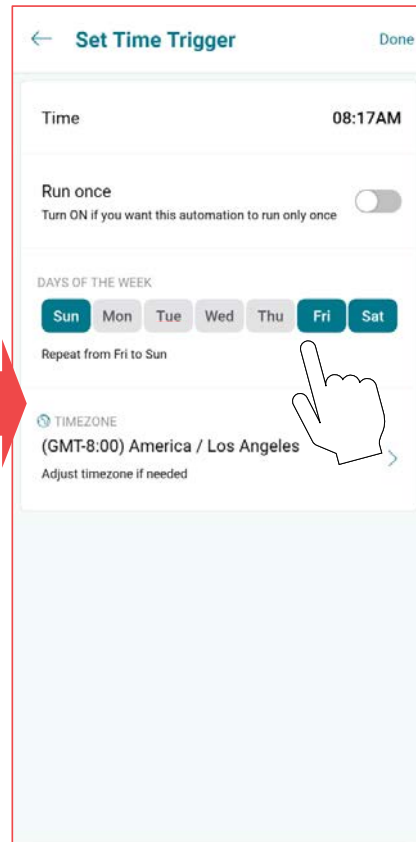 Set Time Trigger Done
Time 08:17AM
Run once
Turn ON if you want this automation to run only once
DAYS OF THE WEEK
Sun Mon Tue Wed Thu Fri Sat
Repeat from Fri to Sun
TIMEZONE
(GMT-8:00) America / Los Angeles
Adjust timezone if needed